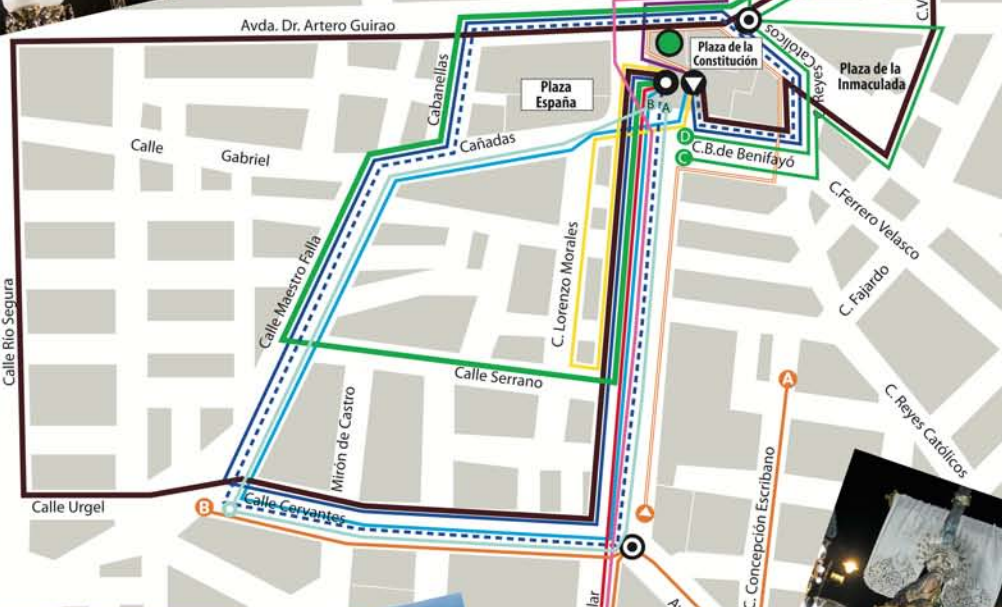 Avda. Dr. Artero Guirao
C. Reyes Católicos
Plaza de la
Constitución
Plaza de la
Inmaculada
Cabanellas
Plaza
España
B
A
Cañadas
D
C.B.de Benifayó
C
Calle Gabriel
C.Ferrero Velasco
C. Fajardo
Calle Maestro Falla
C. Lorenzo Morales
Calle Río Segura
Calle Serrano
A
C. Reyes Católicos
Mirón de Castro
C. Concepción Escribano
Calle Urgel
B
Calle Cervantes